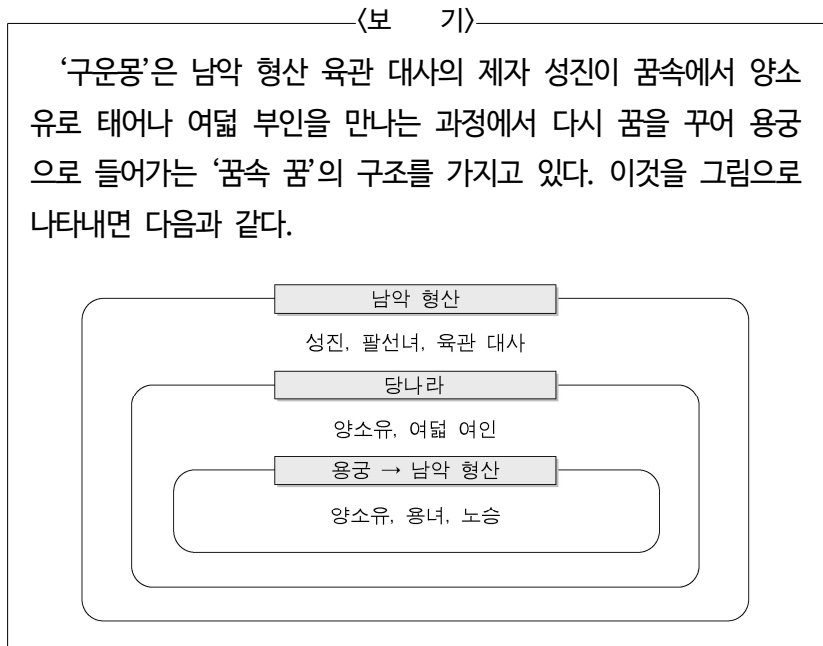 〈보 기〉
‘구운몽’은 남악 형산 육관 대사의 제자 성진이 꿈속에서 양소
유로 태어나 여덟 부인을 만나는 과정에서 다시 꿈을 꾸어 용궁
으로 들어가는 ‘꿈속 꿈’의 구조를 가지고 있다. 이것을 그림으로
나타내면 다음과 같다.
남악 형산
성진, 팔선녀, 육관 대사
당나라
양소유, 여덟 여인
용궁 → 남악 형산
양소유, 용녀, 노승